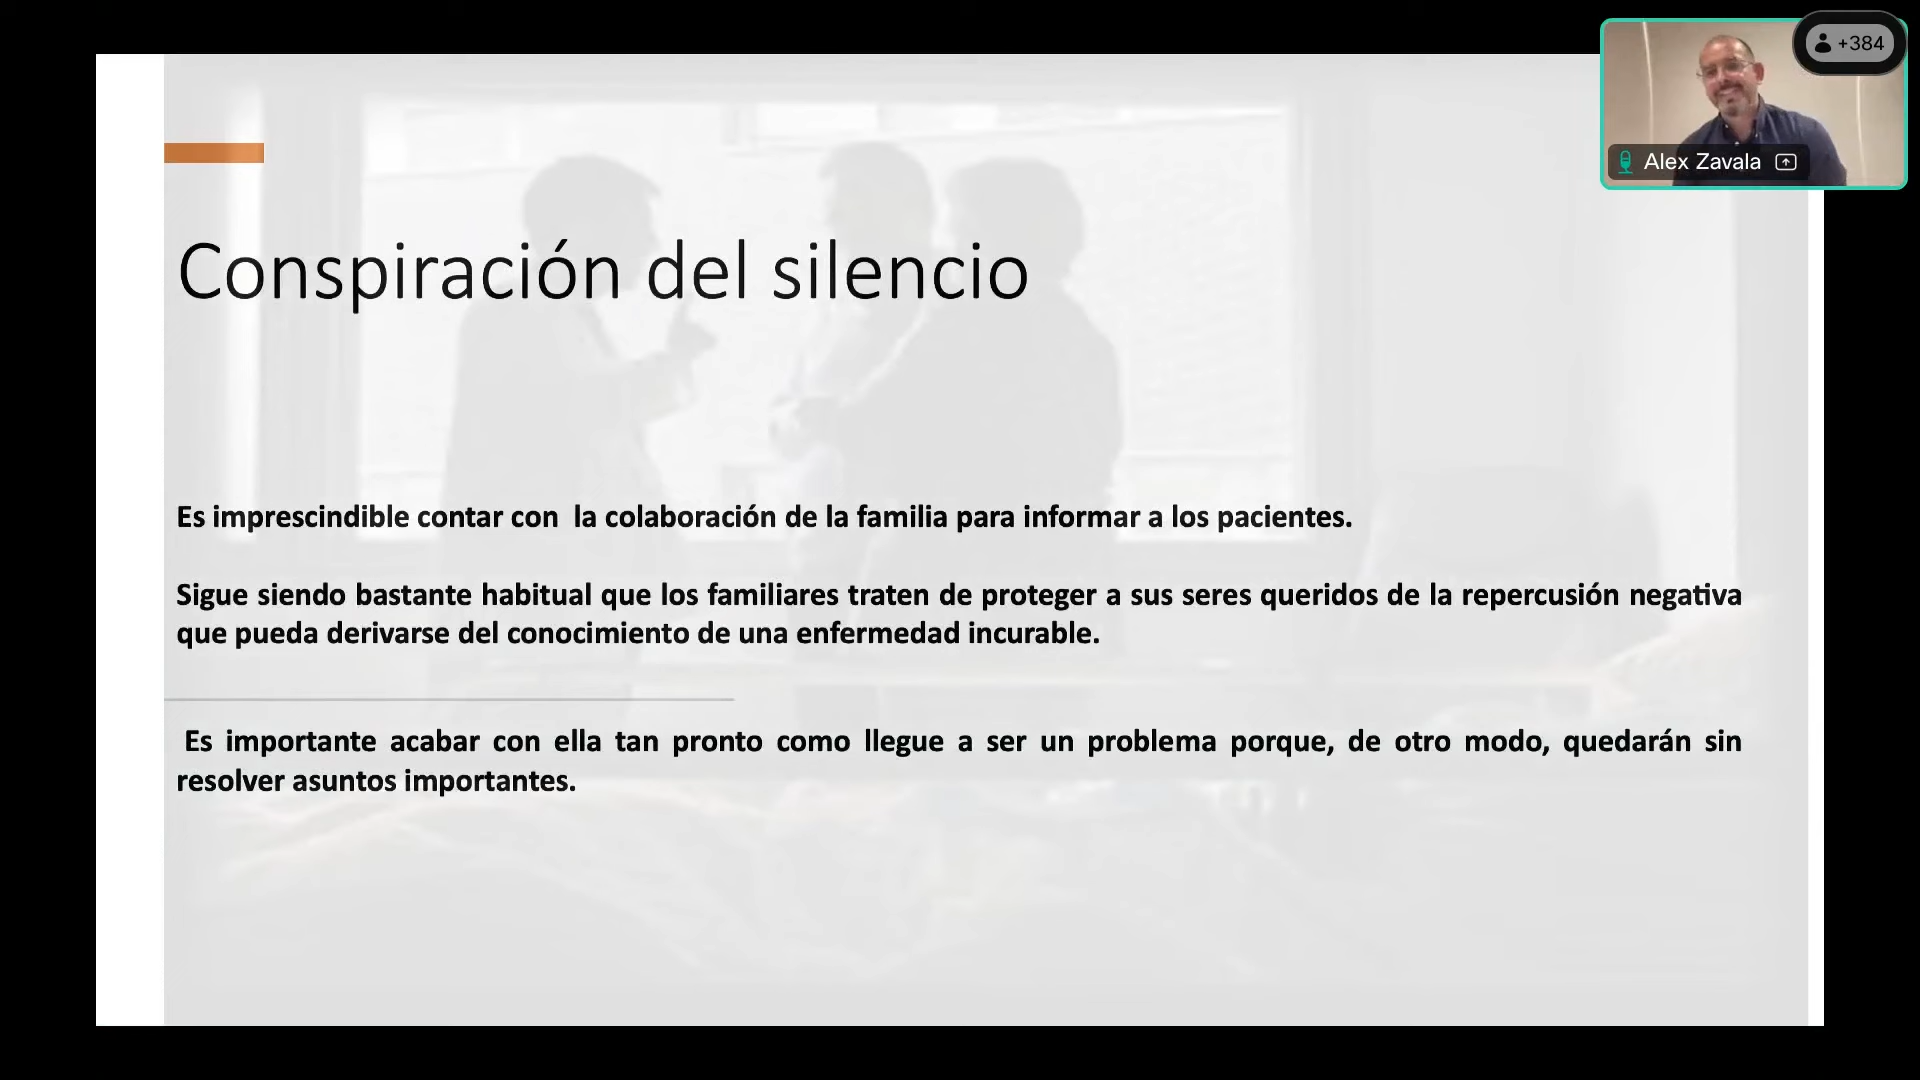 +384
Alex Zavala
Conspiración del silencio
Es imprescindible contar con  la colaboración de la familia para informar a los pacientes.
Sigue siendo bastante habitual que los familiares traten de proteger a sus seres queridos de la repercusión negativa
que pueda derivarse del conocimiento de una enfermedad incurable.
Es importante acabar con ella tan pronto como llegue a ser un problema porque, de otro modo, quedarán sin
resolver asuntos importantes.